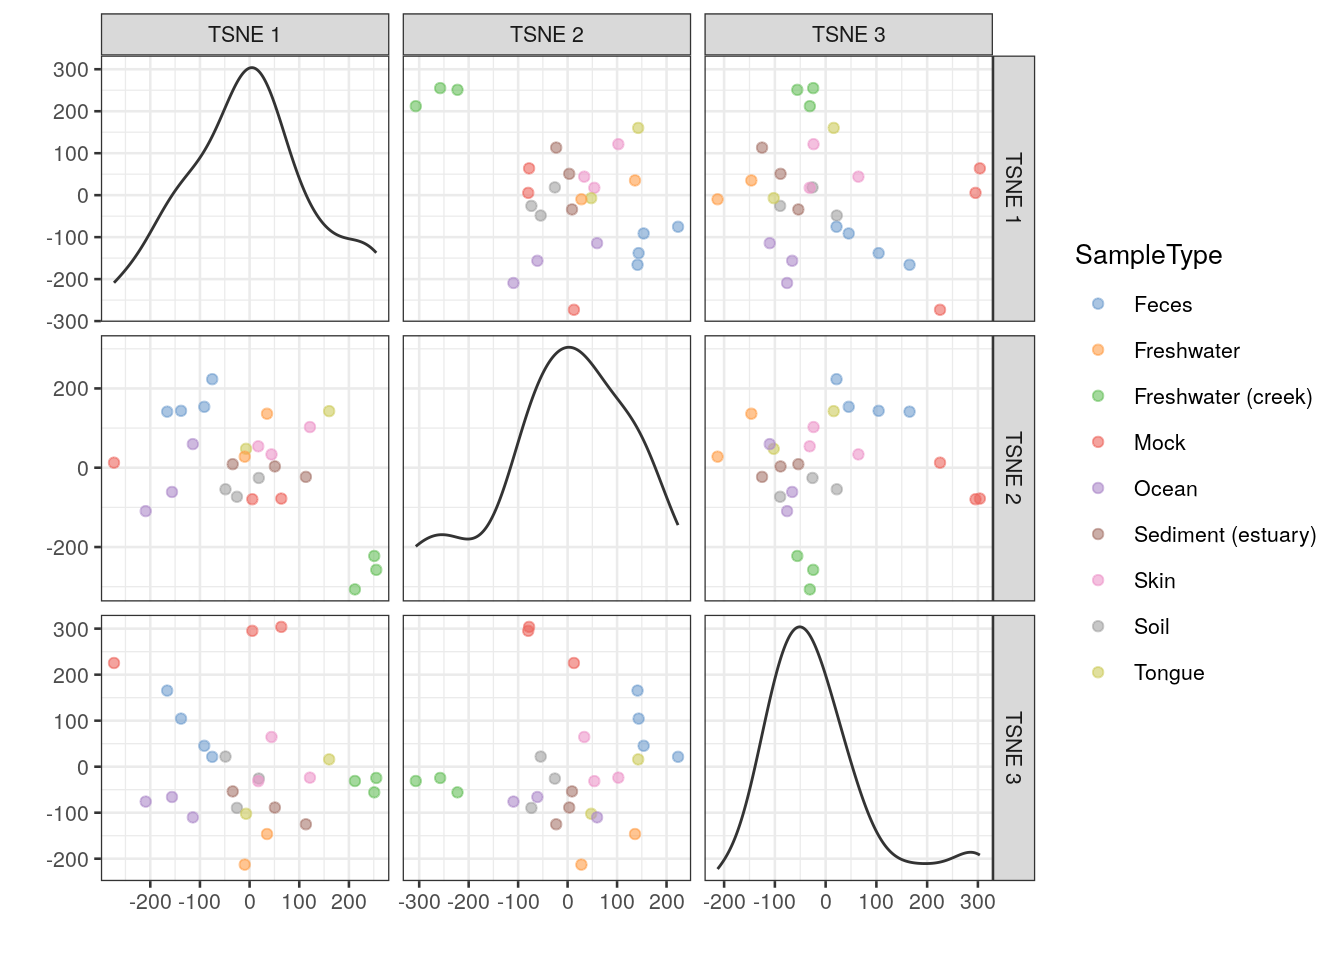 TSNE 1
TSNE 2
TSNE 3
300
200
100
0
-100
-200
-300
TSNE 1
200
0
-200
TSNE 2
300
200
100
0
-100
-200
TSNE 3
-200 -100 0 100 200
-300 -200 -100 0 100 200
-200 -100 0 100 200 300
SampleType
Feces
Freshwater
Freshwater (creek)
Mock
Ocean
Sediment (estuary)
Skin
Soil
Tongue